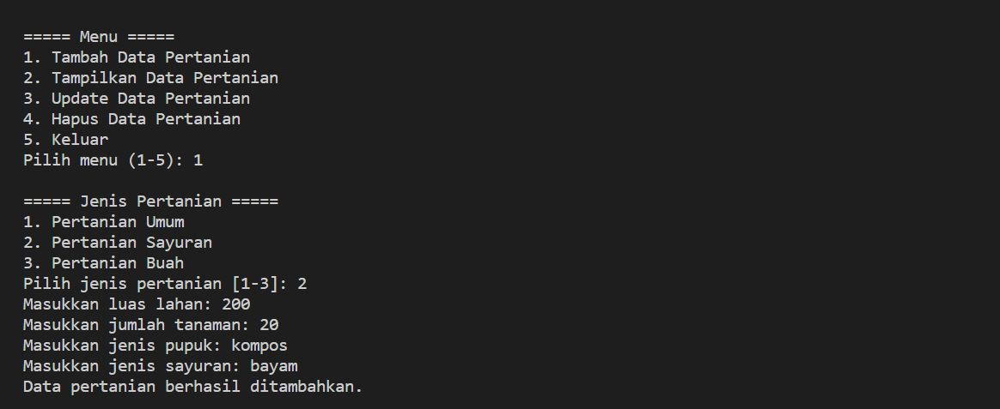 ===== Menu =====
1. Tambah Data Pertanian
2. Tampilkan Data Pertanian
3. Update Data Pertanian
4. Hapus Data Pertanian
5. Keluar
Pilih menu (1-5): 1
===== Jenis Pertanian =====
1. Pertanian Umum
2. Pertanian Sayuran
3. Pertanian Buah
Pilih jenis pertanian [1-3]: 2
Masukkan luas lahan: 200
Masukkan jumlah tanaman: 20
Masukkan jenis pupuk: kompos
Masukkan jenis sayuran: bayam
Data pertanian berhasil ditambahkan.